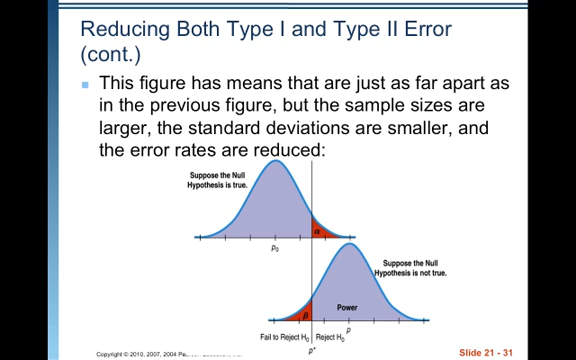 Reducing Both Type I and Type II Error
(cont.)
This figure has means that are just as far apart as
in the previous figure, but the sample sizes are
larger, the standard deviations are smaller, and
the error rates are reduced:
Suppose the Null
Hypothesis is true.
α
p₀
Suppose the Null
Hypothesis is not true.
β
Power
Fail to Reject H₀ Reject H₀
p
p*
Copyright © 2010, 2007, 2004
Slide 21 - 31